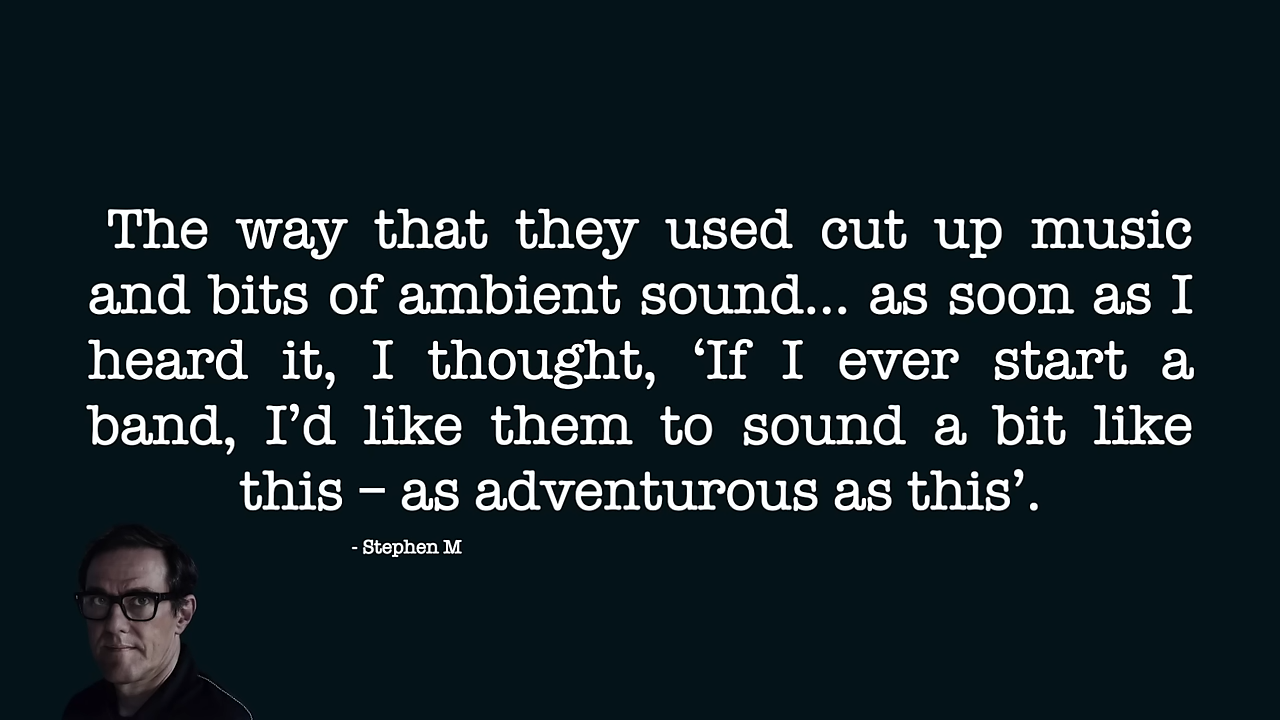 The way that they used cut up music
and bits of ambient sound... as soon as I
heard it, I thought, ‘If I ever start a
band, I’d like them to sound a bit like
this – as adventurous as this’.
- Stephen M